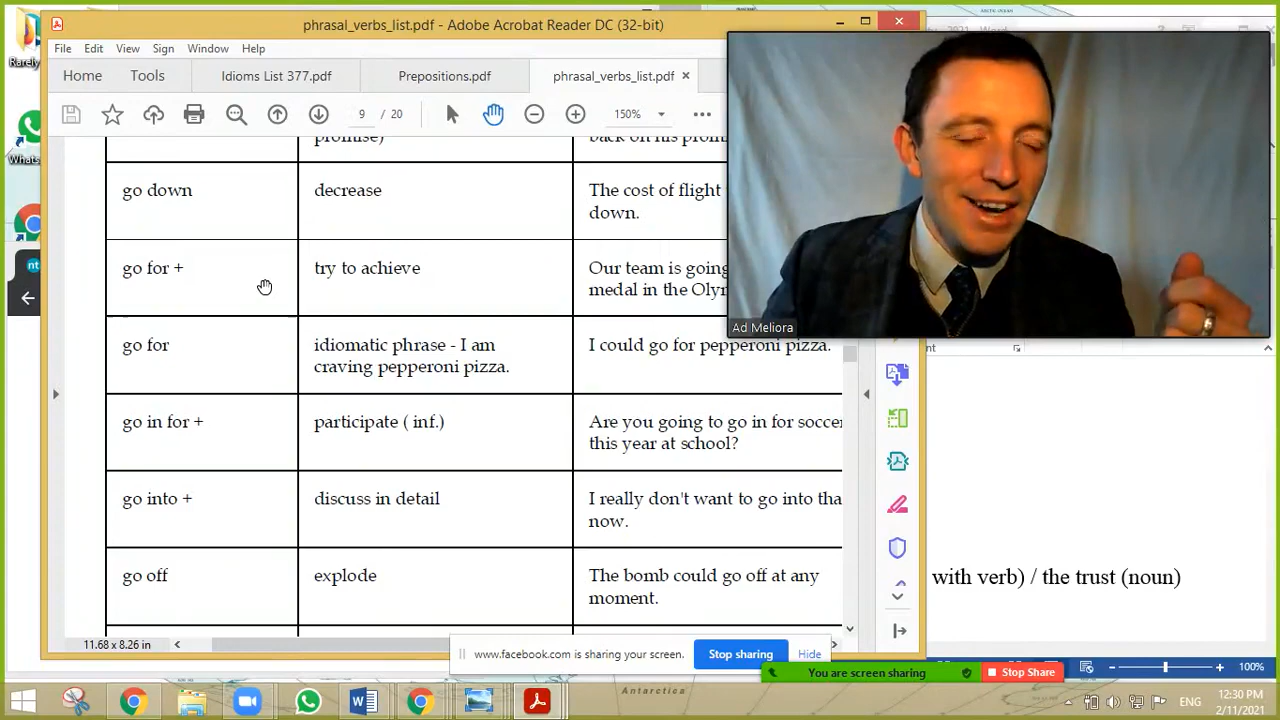 phrasal_verbs_list.pdf - Adobe Acrobat Reader DC (32-bit)
File Edit View Sign Window Help
Home Tools Idioms List 377.pdf Prepositions.pdf phrasal_verbs_list.pdf ×
9 / 20 150%
Rarely
Whats
nt
promise)
go down decrease The cost of flight
down.
go for + try to achieve Our team is going
medal in the Oly
go for idiomatic phrase - I am I could go for pepperoni pizza.
craving pepperoni pizza.
go in for + participate ( inf.) Are you going to go in for soccer
this year at school?
go into + discuss in detail I really don't want to go into tha
now.
go off explode The bomb could go off at any
moment.
11.68 x 8.26 in
Ad Meliora
nt
with verb) / the trust (noun)
www.facebook.com is sharing your screen. Stop sharing Hide
You are screen sharing Stop Share
100%
Antarctica
ENG
12:30 PM
2/11/2021